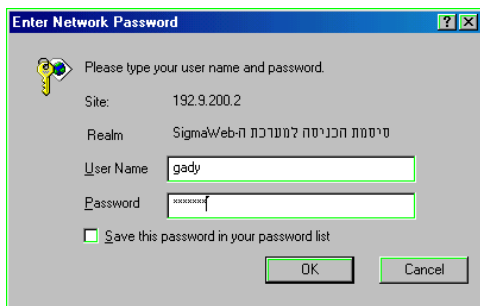 Enter Network Password
Please type your user name and password.
Site: 192.9.200.2
Realm סיסמת הכניסה למערכת ה-SigmaWeb
User Name gady
Password xxxxxxx
Save this password in your password list
OK Cancel